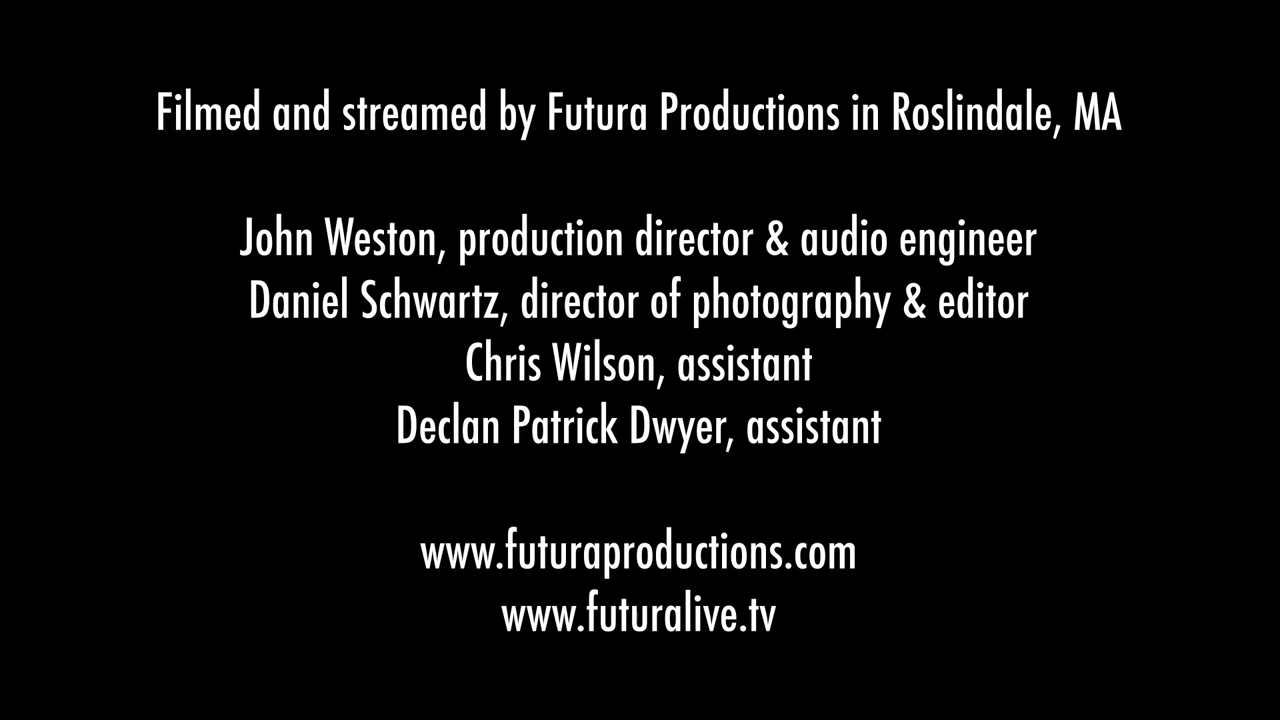 Filmed and streamed by Futura Productions in Roslindale, MA
John Weston, production director & audio engineer
Daniel Schwartz, director of photography & editor
Chris Wilson, assistant
Declan Patrick Dwyer, assistant
www.futuraproductions.com
www.futuralive.tv